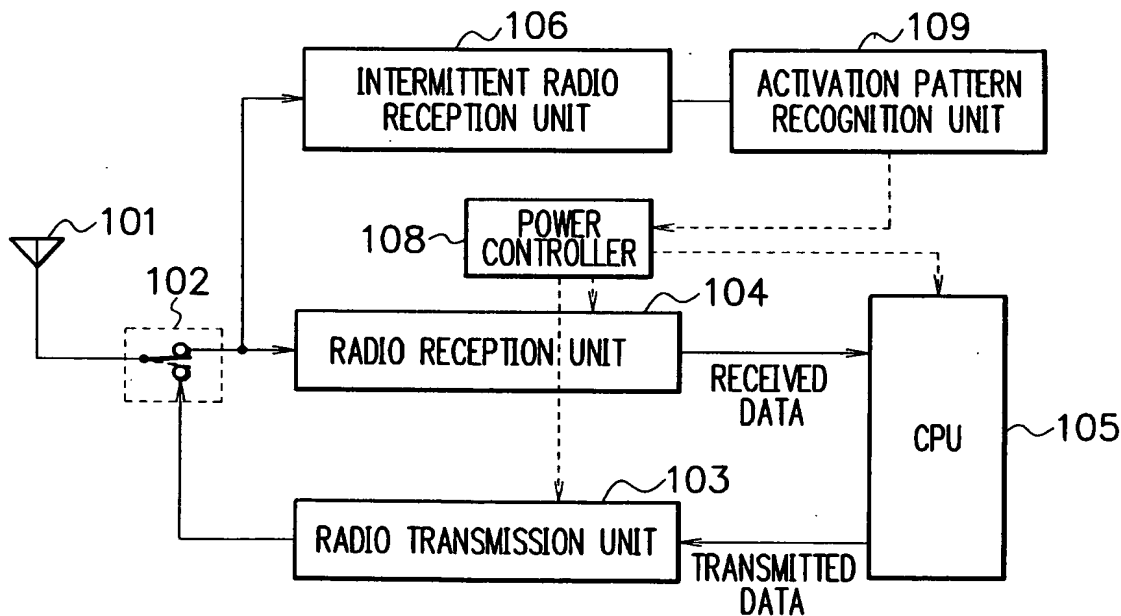 106
INTERMITTENT RADIO
RECEPTION UNIT
109
ACTIVATION PATTERN
RECOGNITION UNIT
101
108
POWER
CONTROLLER
102
104
RADIO RECEPTION UNIT
RECEIVED
DATA
CPU
105
103
RADIO TRANSMISSION UNIT
TRANSMITTED
DATA